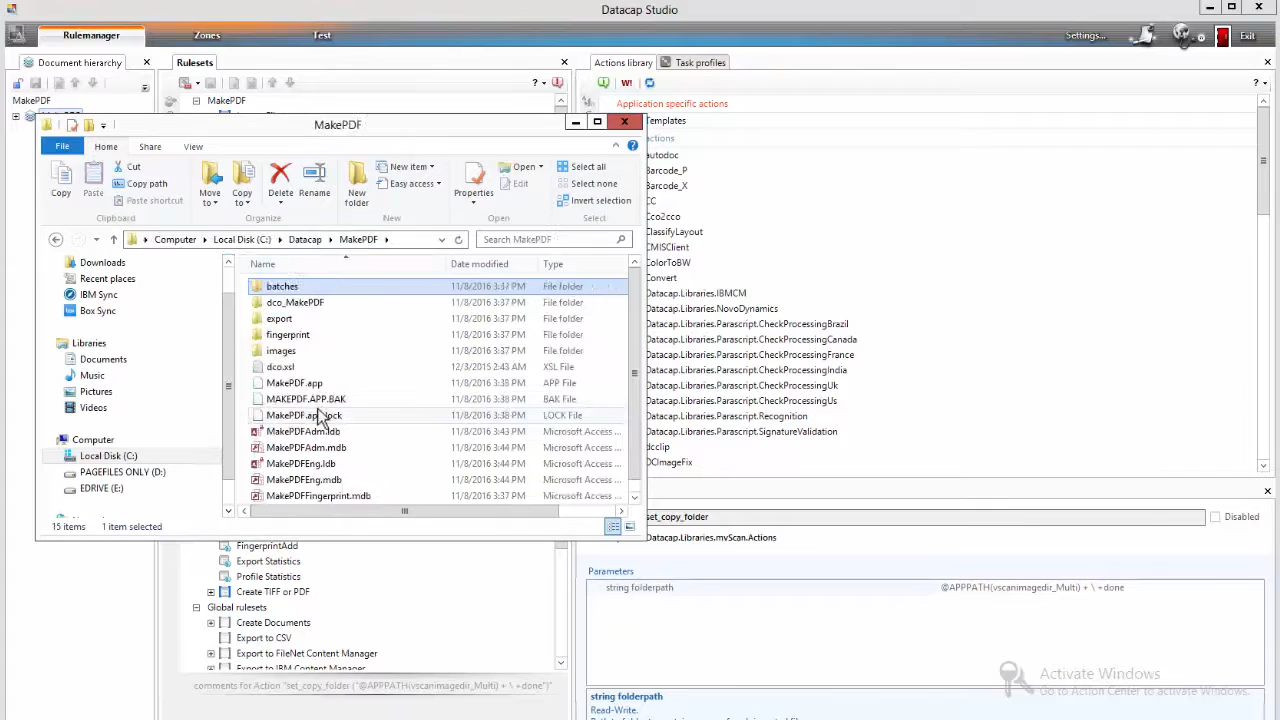 Datacap Studio
Rulemanager Zones Test Settings... Exit
Document hierarchy Rulesets Actions library Task profiles
MakePDF
MakePDF
W!
Application specific actions
Templates
actions
autodoc
Barcode_P
Barcode_X
CC
Cco2cco
ClassifyLayout
CMISClient
ColorToBW
Convert
Datacap.Libraries.IBMCM
Datacap.Libraries.NovoDynamics
Datacap.Libraries.Parascript.CheckProcessingBrazil
Datacap.Libraries.Parascript.CheckProcessingCanada
Datacap.Libraries.Parascript.CheckProcessingFrance
Datacap.Libraries.Parascript.CheckProcessingIndia
Datacap.Libraries.Parascript.CheckProcessingUk
Datacap.Libraries.Parascript.CheckProcessingUs
Datacap.Libraries.Parascript.Recognition
Datacap.Libraries.Parascript.SignatureValidation
dcclip
DCImageFix
MakePDF
File Home Share View
Copy Paste Cut
Copy path
Paste shortcut
Move to Copy to Delete Rename
New folder
New item
Easy access
Properties
Open
Edit
Select all
Select none
Invert selection
Clipboard Organize New Open Select
Computer Local Disk (C:) Datacap MakePDF Search MakePDF
Downloads
Recent places
IBM Sync
Box Sync
Libraries
Documents
Music
Pictures
Videos
Computer
Local Disk (C:)
PAGEFILES ONLY (D:)
EDRIVE (E:)
Name Date modified Type
batches 11/8/2016 3:37 PM File folder
dco_MakePDF 11/8/2016 3:37 PM File folder
export 11/8/2016 3:37 PM File folder
fingerprint 11/8/2016 3:37 PM File folder
images 11/8/2016 3:37 PM File folder
dco.xsl 12/3/2015 2:43 AM XSL File
MakePDF.app 11/8/2016 3:38 PM APP File
MAKEPDF.APP.BAK 11/8/2016 3:38 PM BAK File
MakePDF.app.lock 11/8/2016 3:38 PM LOCK File
MakePDFAdm.ldb 11/8/2016 3:43 PM Microsoft Access ...
MakePDFAdm.mdb 11/8/2016 3:44 PM Microsoft Access ...
MakePDFEng.ldb 11/8/2016 3:44 PM Microsoft Access ...
MakePDFEng.mdb 11/8/2016 3:44 PM Microsoft Access ...
MakePDFFingerprint.mdb 11/8/2016 3:37 PM Microsoft Access ...
15 items 1 item selected
FingerprintAdd
Export Statistics
Profile Statistics
Create TIFF or PDF
Global rulesets
Create Documents
Export to CSV
Export to FileNet Content Manager
Export to IBM Content Manager
comments for Action "set_copy_folder ("@APPPATH(vscanimagedir_Multi) + \ +done")"
set_copy_folder Disabled
Datacap.Libraries.mvScan.Actions
Parameters
string folderpath @APPPATH(vscanimagedir_Multi) + \ +done
string folderpath
Read-Write.
Activate Windows
Go to Action Center to activate Windows.